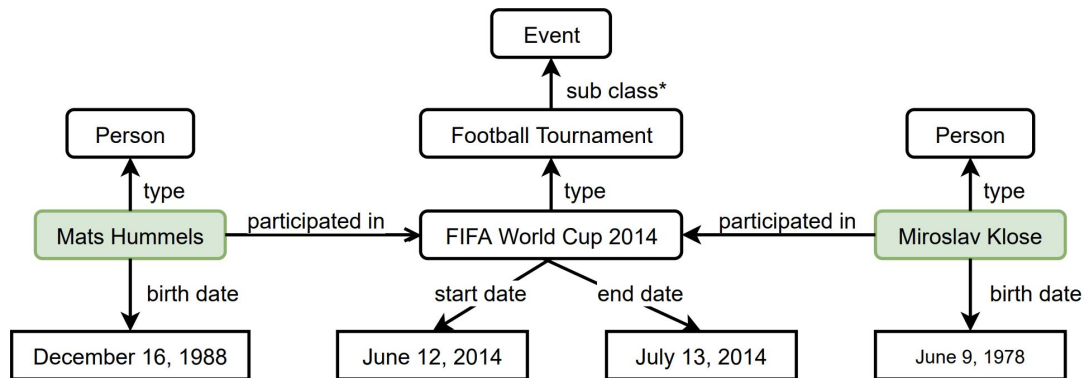 Event
sub class*
Person
Football Tournament
Person
type
type
type
Mats Hummels
participated in
FIFA World Cup 2014
participated in
Miroslav Klose
birth date
start date
end date
birth date
December 16, 1988
June 12, 2014
July 13, 2014
June 9, 1978